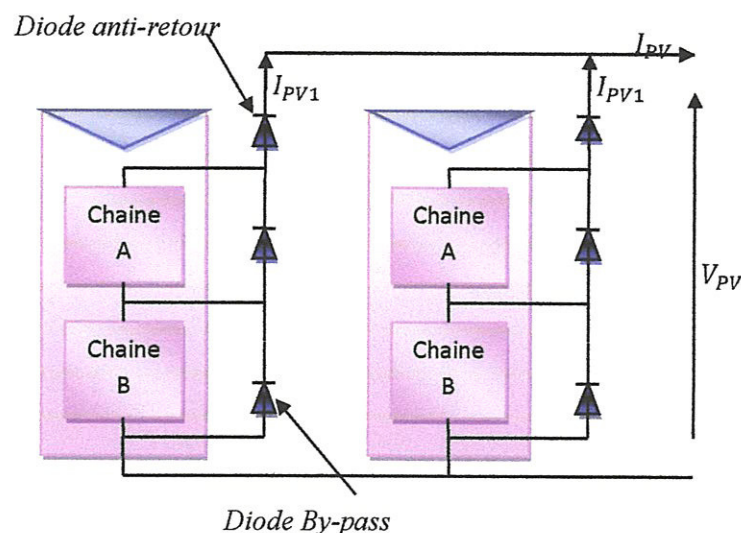 Diode anti-retour
I_PV
I_PV1
I_PV1
Chaine
A
Chaine
A
V_PV
Chaine
B
Chaine
B
Diode By-pass